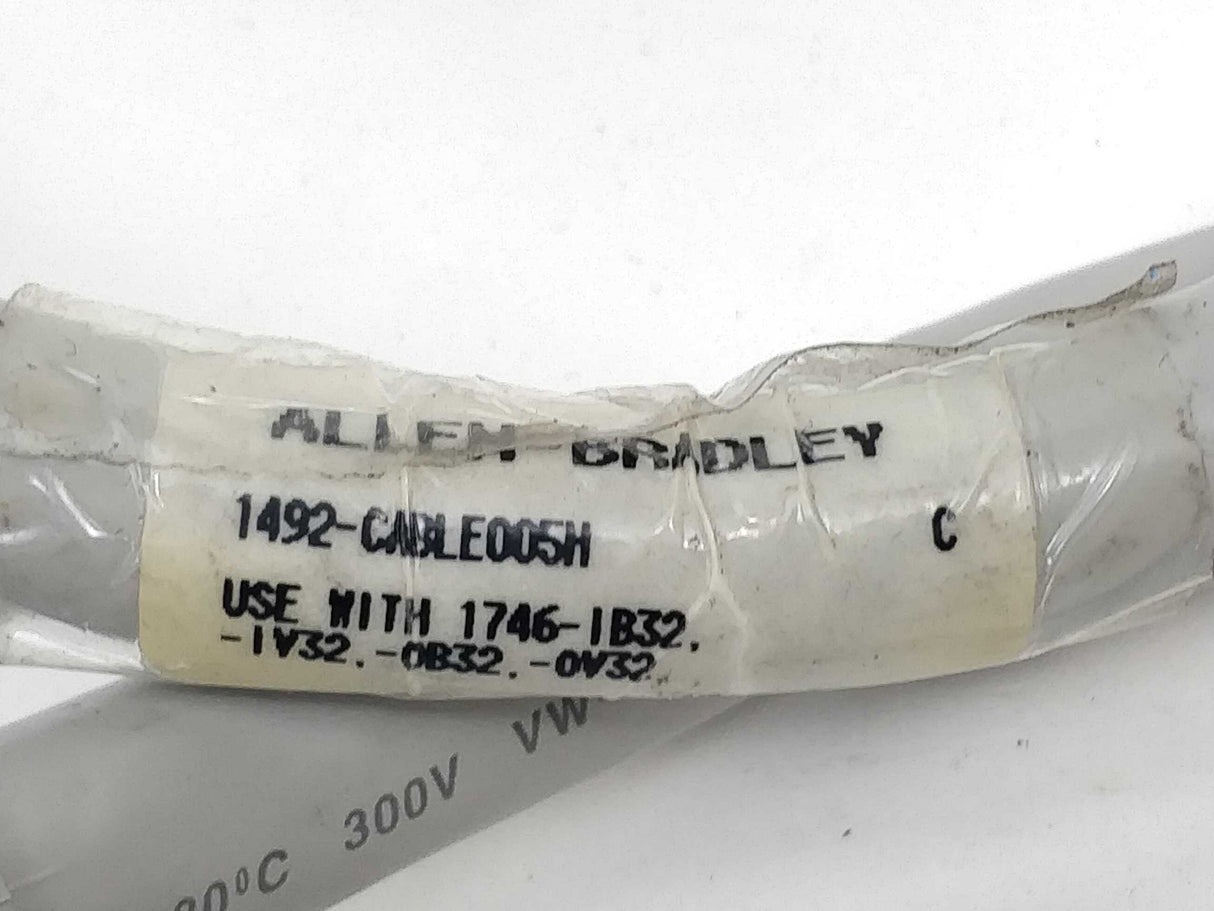 ALLEN-BRADLEY
1492-CABLE005H C
USE WITH 1746-IB32,
-IV32,-OB32,-OV32
300V VW